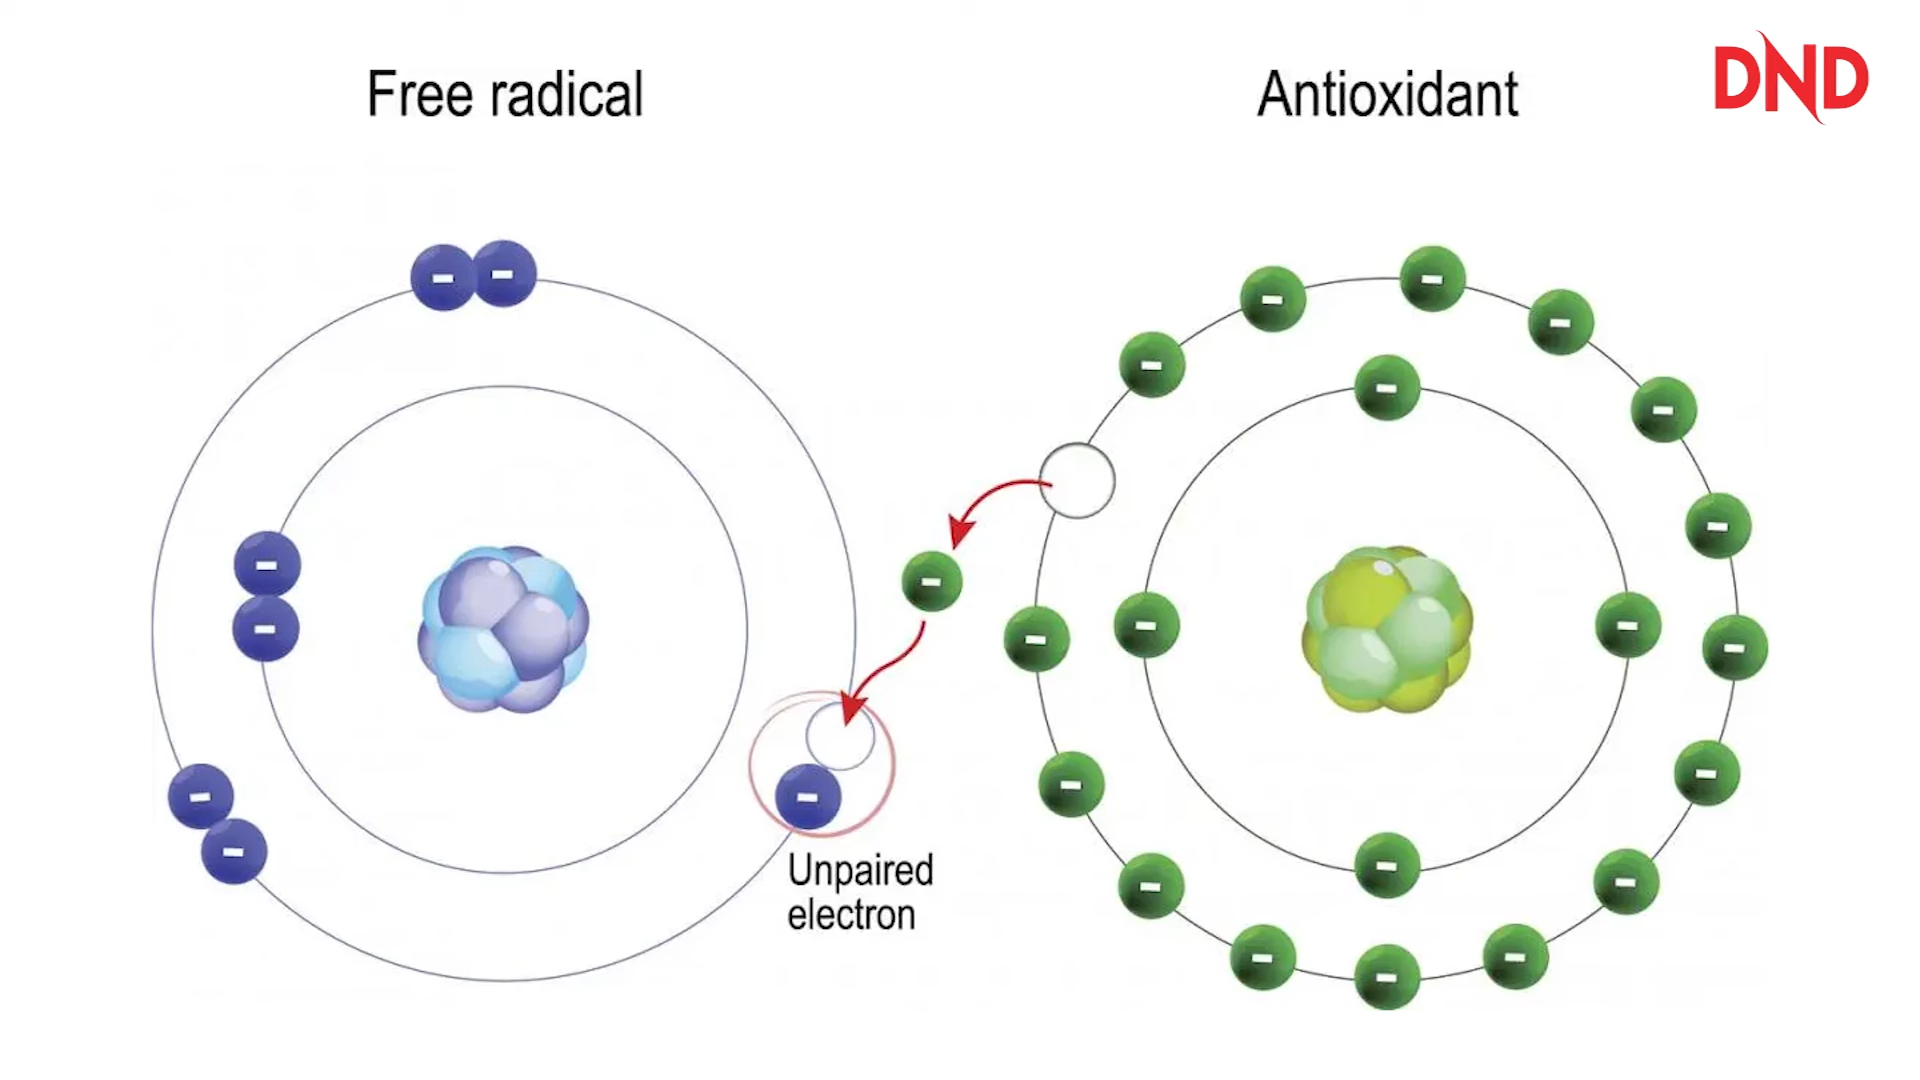 Free radical
Antioxidant
DND
Unpaired
electron